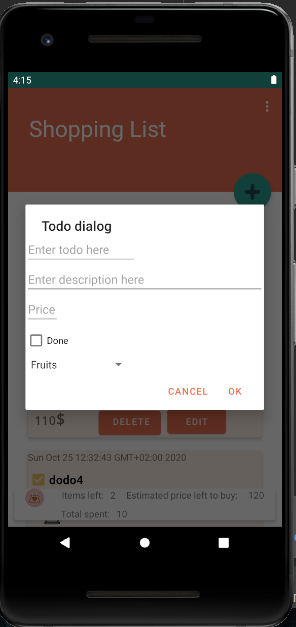 4:15
Shopping List
Todo dialog
Enter todo here
Enter description here
Price
Done
Fruits
CANCEL OK
110$ DELETE EDIT
Sun Oct 25 12:32:43 GMT+02:00 2020
dodo4
Items left: 2 Estimated price left to buy: 120
Total spent: 10